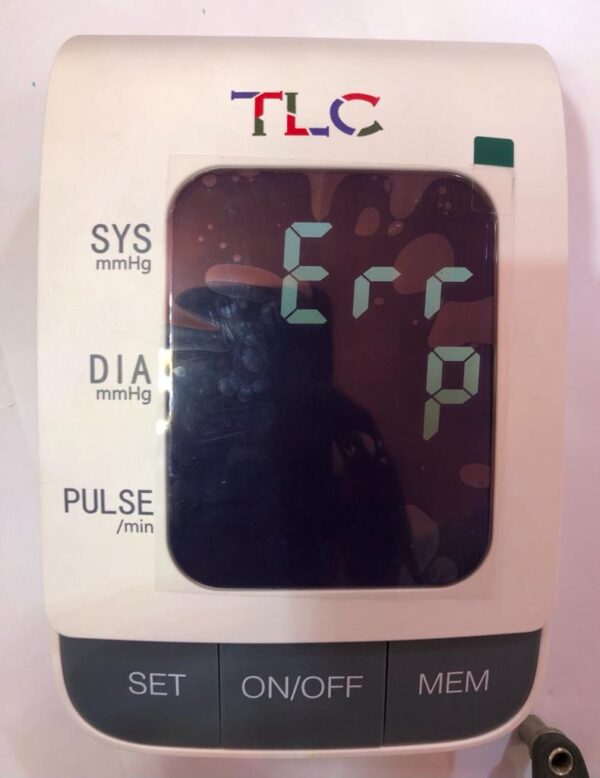 TLC
SYS
mmHg
Err
DIA
mmHg
P
PULSE
/min
SET
ON/OFF
MEM